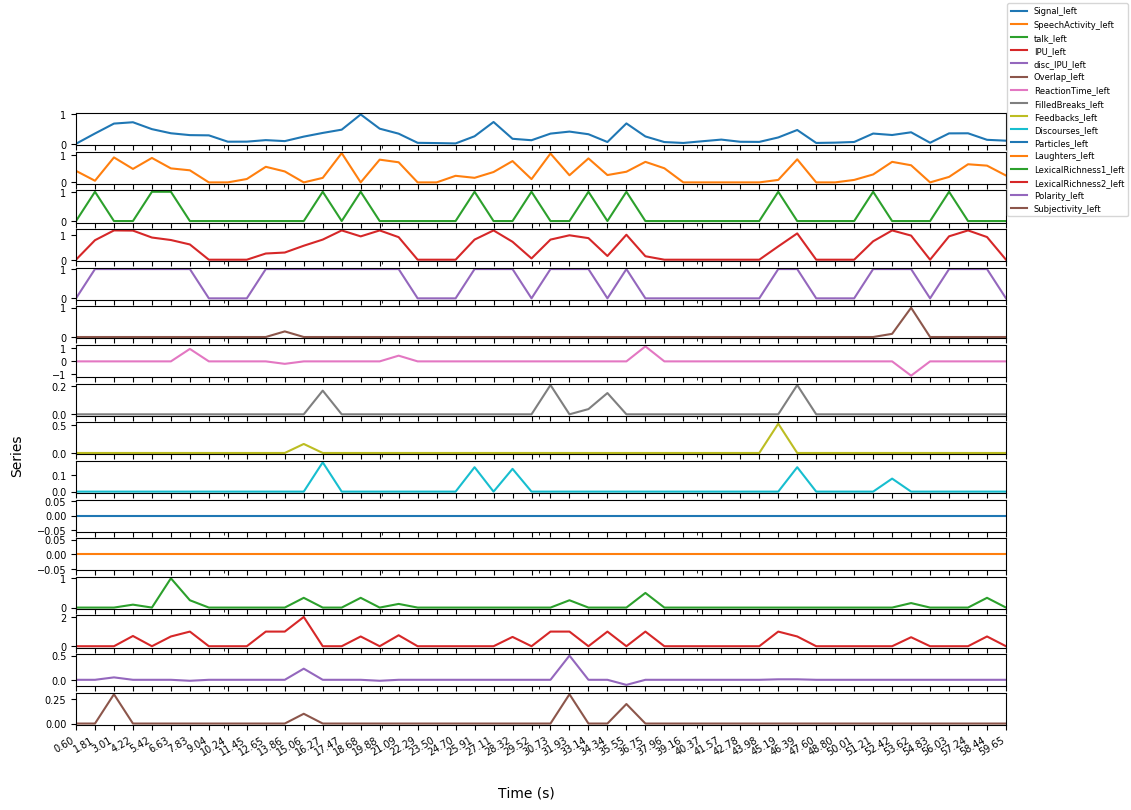 Signal_left
SpeechActivity_left
talk_left
IPU_left
disc_IPU_left
Overlap_left
ReactionTime_left
FilledBreaks_left
Feedbacks_left
Discourses_left
Particles_left
Laughters_left
LexicalRichness1_left
LexicalRichness2_left
Polarity_left
Subjectivity_left
1
0
1
0
1
0
1
0
1
0
1
0
1
0
−1
0.2
0.0
0.5
0.0
0.1
0.0
0.05
0.00
−0.05
0.05
0.00
−0.05
1
0
2
0
0.5
0.0
0.25
0.00
Series
0.60 1.81 3.01 4.22 5.42 6.63 7.83 9.04 10.24 11.45 12.65 13.86 15.06 16.27 17.47 18.68 19.88 21.09 22.29 23.50 24.70 25.91 27.11 28.32 29.52 30.73 31.93 33.14 34.34 35.55 36.75 37.96 39.16 40.37 41.57 42.78 43.98 45.19 46.39 47.60 48.80 50.01 51.21 52.42 53.62 54.83 56.03 57.24 58.44 59.65
Time (s)